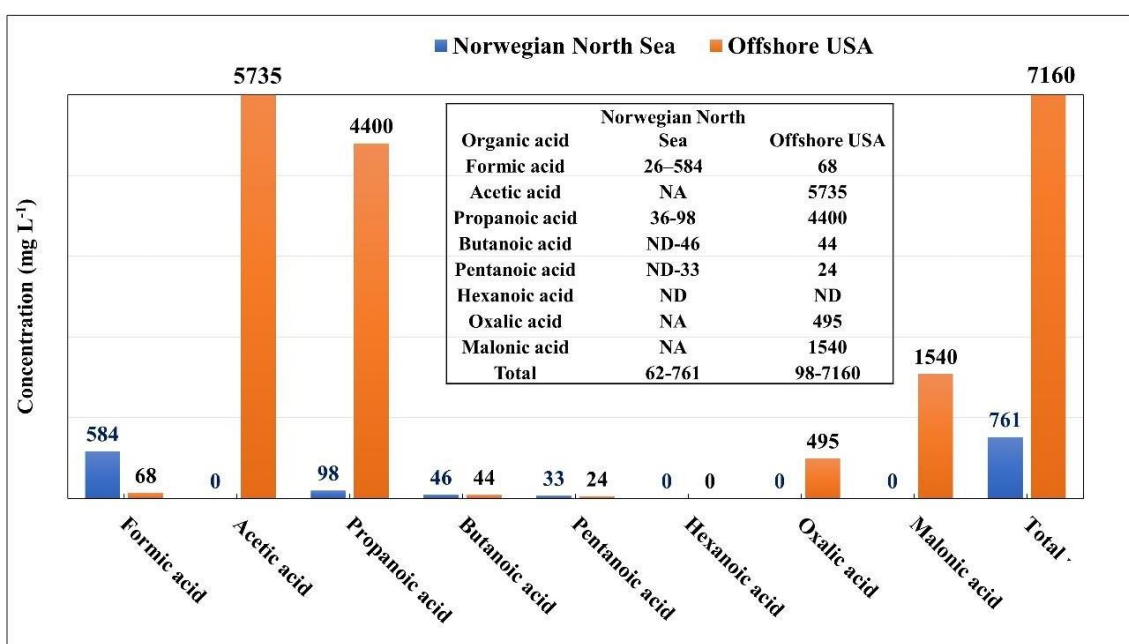 Norwegian North Sea Offshore USA
5735
7160
4400
Norwegian North
Organic acid Sea Offshore USA
Formic acid 26–584 68
Acetic acid NA 5735
Propanoic acid 36-98 4400
Butanoic acid ND-46 44
Pentanoic acid ND-33 24
Hexanoic acid ND ND
Oxalic acid NA 495
Malonic acid NA 1540
Total 62-761 98-7160
Concentration (mg L⁻¹)
1540
584
761
495
68
0
98
46
44
33
24
0
0
0
0
Formic acid
Acetic acid
Propanoic acid
Butanoic acid
Pentanoic acid
Hexanoic acid
Oxalic acid
Malonic acid
Total